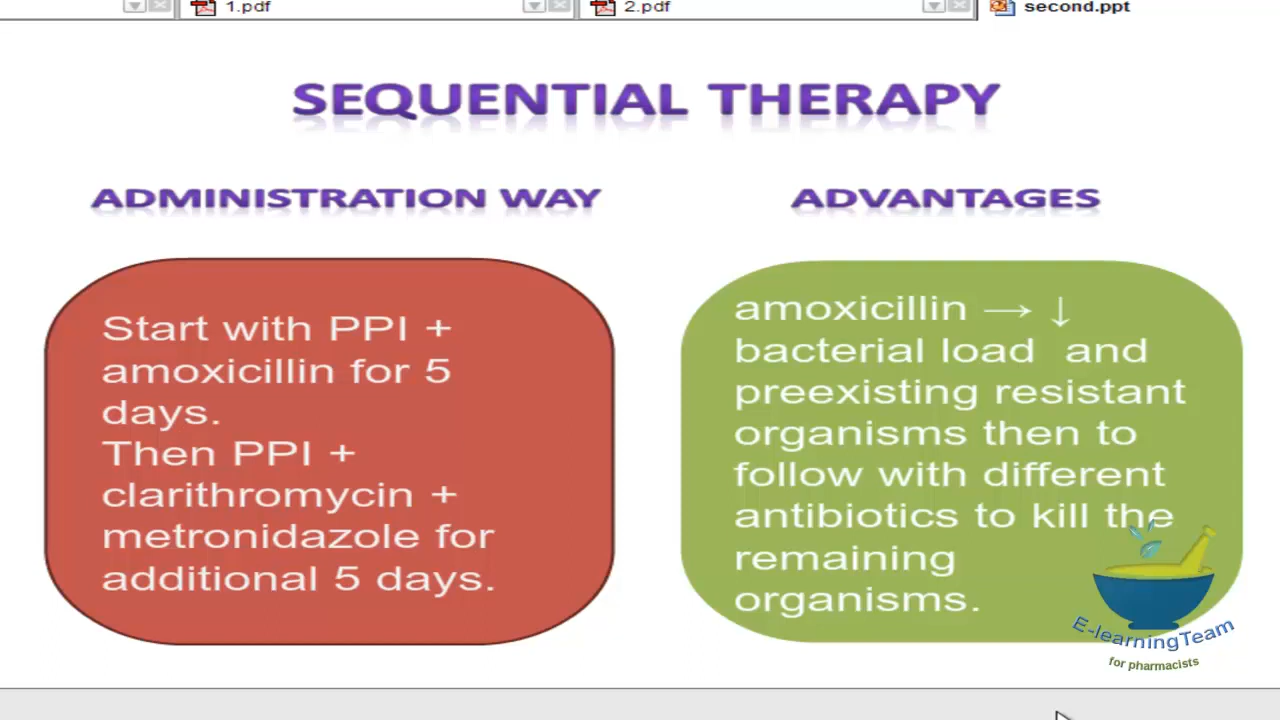 1.pdf
2.pdf
second.ppt
SEQUENTIAL THERAPY
ADMINISTRATION WAY
ADVANTAGES
Start with PPI +
amoxicillin for 5
days.
Then PPI +
clarithromycin +
metronidazole for
additional 5 days.
amoxicillin → ↓
bacterial load and
preexisting resistant
organisms then to
follow with different
antibiotics to kill the
remaining
organisms.
E-learningTeam
for pharmacists